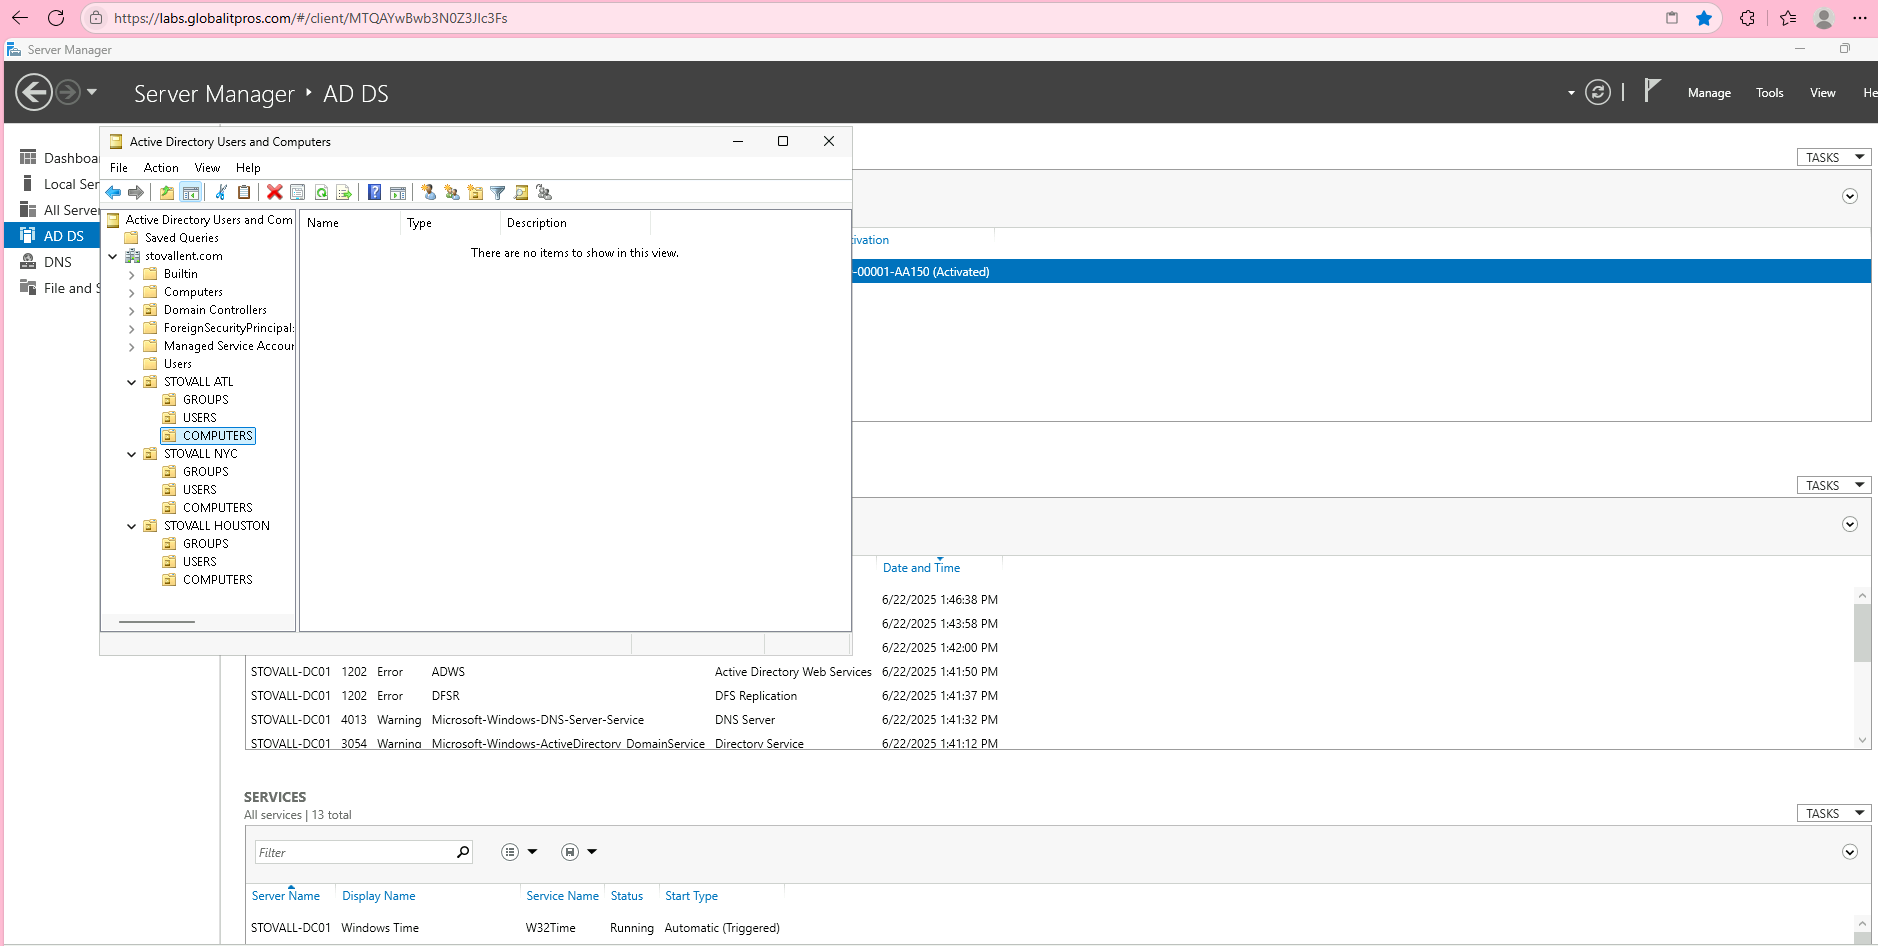 https://labs.globalitpros.com/#/client/MTQAYwBwb3N0Z3Jlc3Fs
Server Manager
Server Manager ‣ AD DS
Manage Tools View He
Dashboa
Local Ser
All Server
AD DS
DNS
File and S
Active Directory Users and Computers
File Action View Help
Active Directory Users and Com
Saved Queries
stovallent.com
Builtin
Computers
Domain Controllers
ForeignSecurityPrincipals
Managed Service Accour
Users
STOVALL ATL
GROUPS
USERS
COMPUTERS
STOVALL NYC
GROUPS
USERS
COMPUTERS
STOVALL HOUSTON
GROUPS
USERS
COMPUTERS
Name Type Description
There are no items to show in this view.
TASKS
ivation
-00001-AA150 (Activated)
TASKS
Date and Time
6/22/2025 1:46:38 PM
6/22/2025 1:43:58 PM
6/22/2025 1:42:00 PM
STOVALL-DC01 1202 Error ADWS Active Directory Web Services 6/22/2025 1:41:50 PM
STOVALL-DC01 1202 Error DFSR DFS Replication 6/22/2025 1:41:37 PM
STOVALL-DC01 4013 Warning Microsoft-Windows-DNS-Server-Service DNS Server 6/22/2025 1:41:32 PM
STOVALL-DC01 3054 Warning Microsoft-Windows-ActiveDirectory_DomainService Directory Service 6/22/2025 1:41:12 PM
SERVICES
All services | 13 total
TASKS
Filter
Server Name Display Name Service Name Status Start Type
STOVALL-DC01 Windows Time W32Time Running Automatic (Triggered)